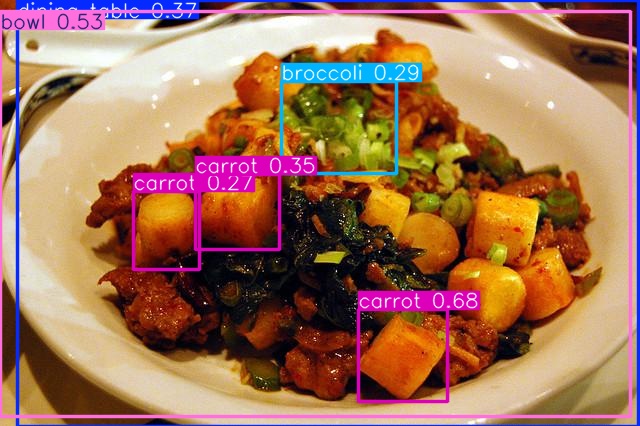 dining table 0.37
bowl 0.53
broccoli 0.29
carrot 0.35
carrot 0.27
carrot 0.68